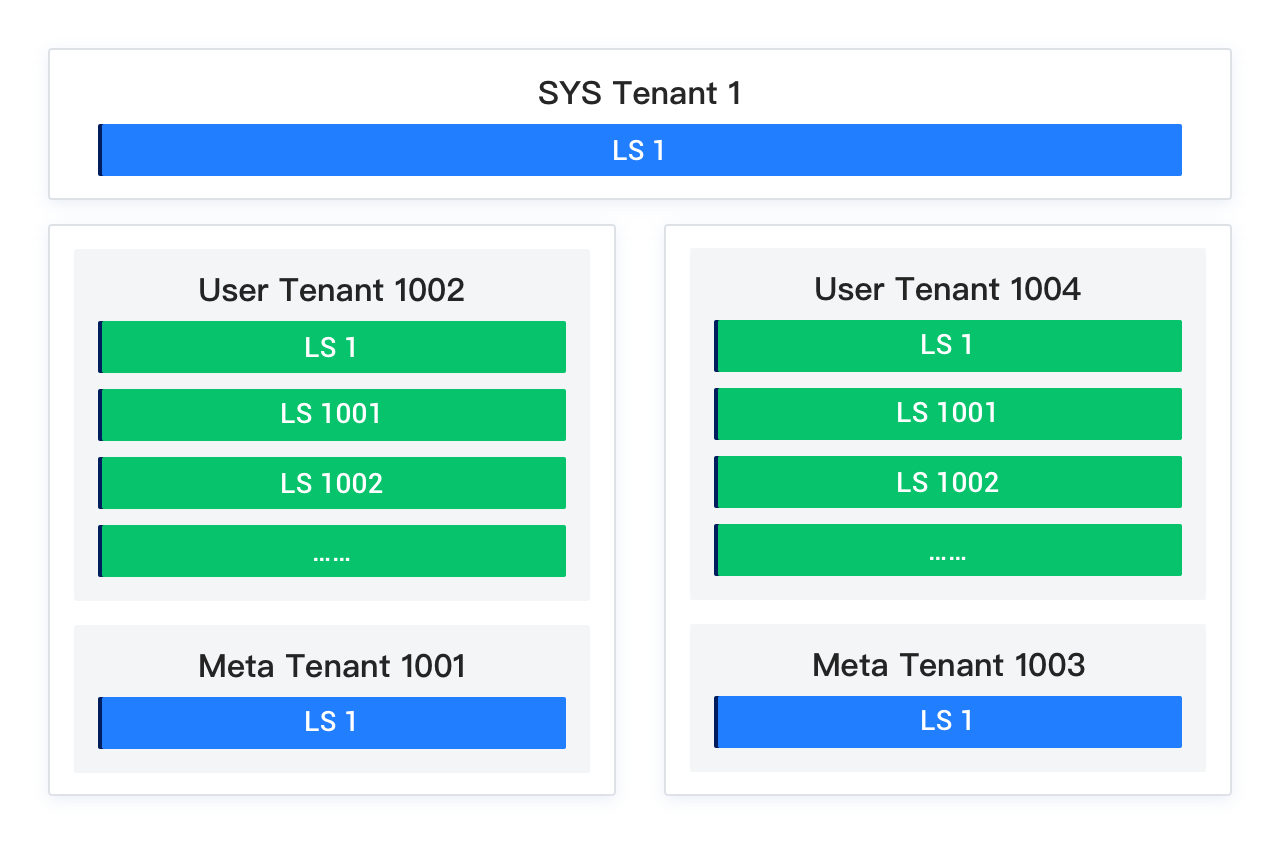 SYS Tenant 1
LS 1
User Tenant 1002
LS 1
LS 1001
LS 1002
……
Meta Tenant 1001
LS 1
User Tenant 1004
LS 1
LS 1001
LS 1002
……
Meta Tenant 1003
LS 1